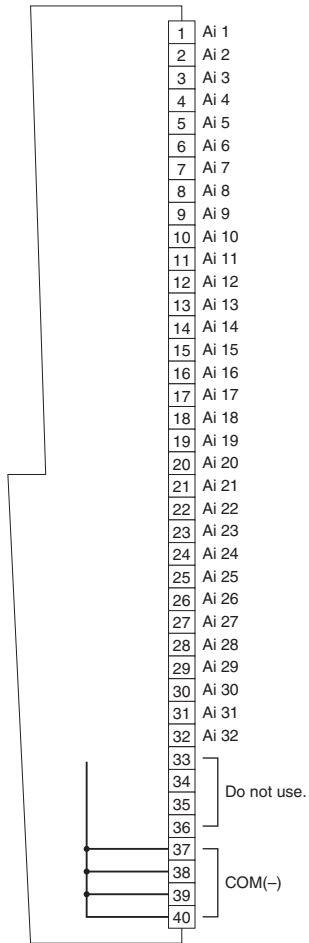 1 Ai 1
2 Ai 2
3 Ai 3
4 Ai 4
5 Ai 5
6 Ai 6
7 Ai 7
8 Ai 8
9 Ai 9
10 Ai 10
11 Ai 11
12 Ai 12
13 Ai 13
14 Ai 14
15 Ai 15
16 Ai 16
17 Ai 17
18 Ai 18
19 Ai 19
20 Ai 20
21 Ai 21
22 Ai 22
23 Ai 23
24 Ai 24
25 Ai 25
26 Ai 26
27 Ai 27
28 Ai 28
29 Ai 29
30 Ai 30
31 Ai 31
32 Ai 32
33
34
Do not use.
35
36
37
38
COM(–)
39
40